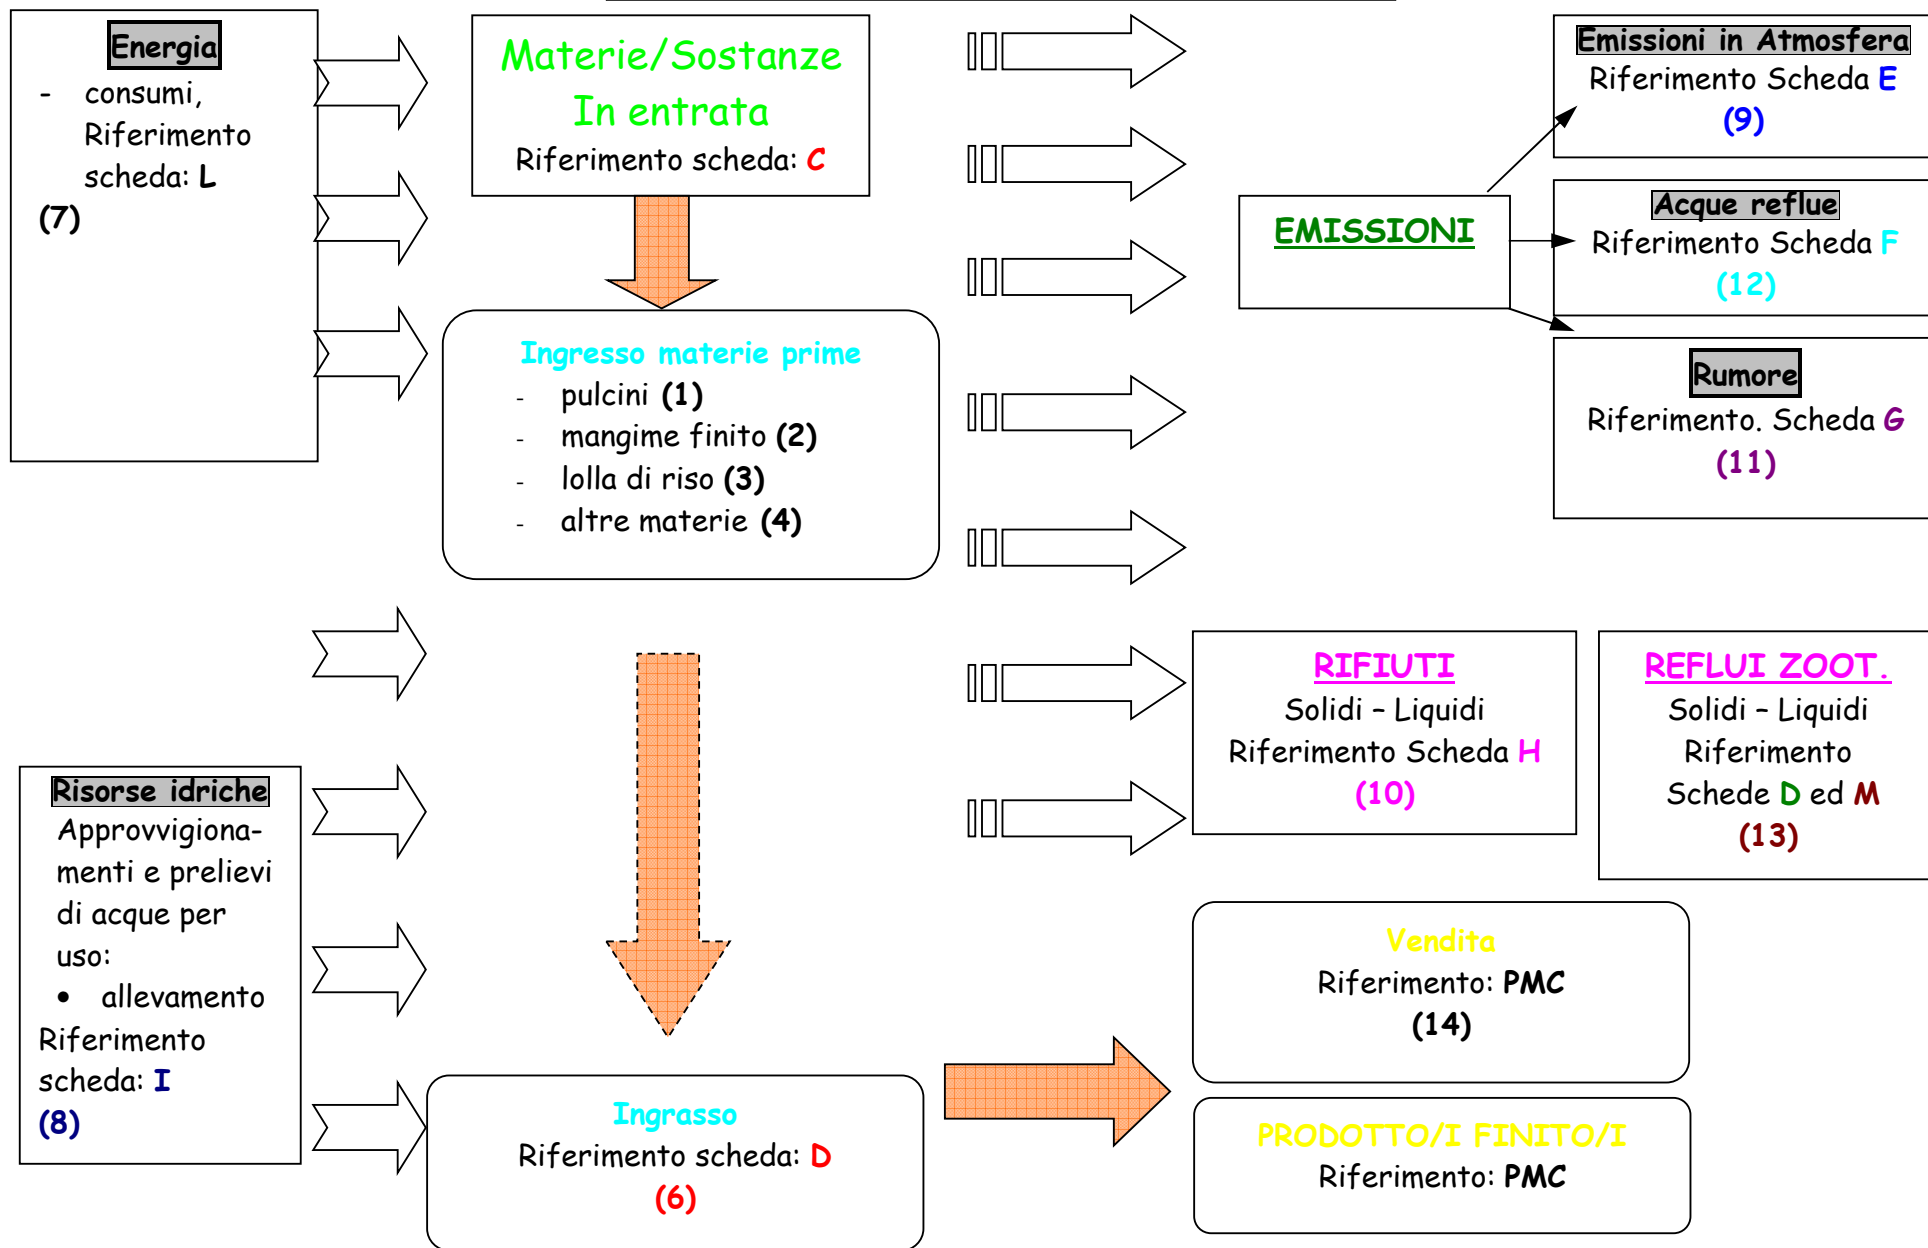 Energia
- consumi,
Riferimento
scheda: L
(7)
Materie/Sostanze
In entrata
Riferimento scheda: C
Ingresso materie prime
- pulcini (1)
- mangime finito (2)
- lolla di riso (3)
- altre materie (4)
EMISSIONI
Emissioni in Atmosfera
Riferimento Scheda E
(9)
Acque reflue
Riferimento Scheda F
(12)
Rumore
Riferimento. Scheda G
(11)
RIFIUTI
Solidi – Liquidi
Riferimento Scheda H
(10)
REFLUI ZOOT.
Solidi – Liquidi
Riferimento
Schede D ed M
(13)
Risorse idriche
Approvvigiona-
menti e prelievi
di acque per
uso:
• allevamento
Riferimento
scheda: I
(8)
Ingrasso
Riferimento scheda: D
(6)
Vendita
Riferimento: PMC
(14)
PRODOTTO/I FINITO/I
Riferimento: PMC